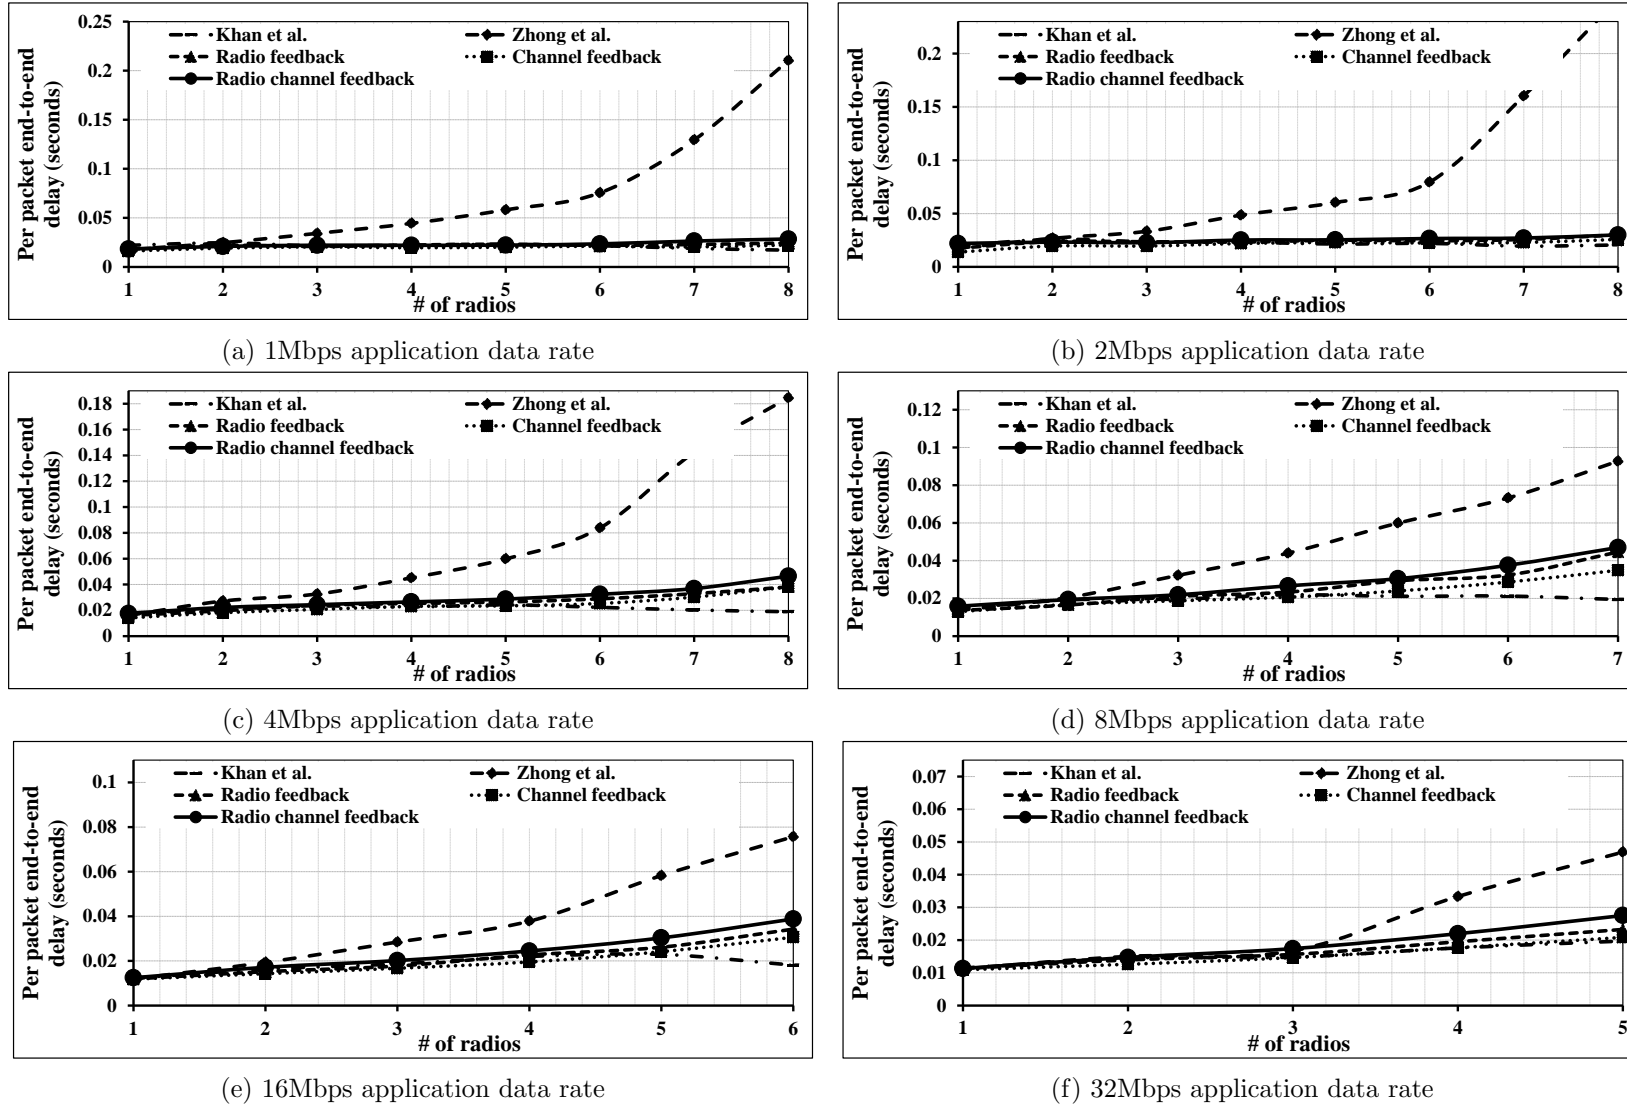 0.25
0.2
0.15
0.1
0.05
0
Per packet end-to-end
delay (seconds)
Khan et al.
Zhong et al.
Radio feedback
Channel feedback
Radio channel feedback
1 2 3 4 5 6 7 8
# of radios
(a) 1Mbps application data rate
0.2
0.15
0.1
0.05
0
Per packet end-to-end
delay (seconds)
Khan et al.
Zhong et al.
Radio feedback
Channel feedback
Radio channel feedback
1 2 3 4 5 6 7 8
# of radios
(b) 2Mbps application data rate
0.18
0.16
0.14
0.12
0.1
0.08
0.06
0.04
0.02
0
Per packet end-to-end
delay (seconds)
Khan et al.
Zhong et al.
Radio feedback
Channel feedback
Radio channel feedback
1 2 3 4 5 6 7 8
# of radios
(c) 4Mbps application data rate
0.12
0.1
0.08
0.06
0.04
0.02
0
Per packet end-to-end
delay (seconds)
Khan et al.
Zhong et al.
Radio feedback
Channel feedback
Radio channel feedback
1 2 3 4 5 6 7
# of radios
(d) 8Mbps application data rate
0.1
0.08
0.06
0.04
0.02
0
Per packet end-to-end
delay (seconds)
Khan et al.
Zhong et al.
Radio feedback
Channel feedback
Radio channel feedback
1 2 3 4 5 6
# of radios
(e) 16Mbps application data rate
0.07
0.06
0.05
0.04
0.03
0.02
0.01
0
Per packet end-to-end
delay (seconds)
Khan et al.
Zhong et al.
Radio feedback
Channel feedback
Radio channel feedback
1 2 3 4 5
# of radios
(f) 32Mbps application data rate